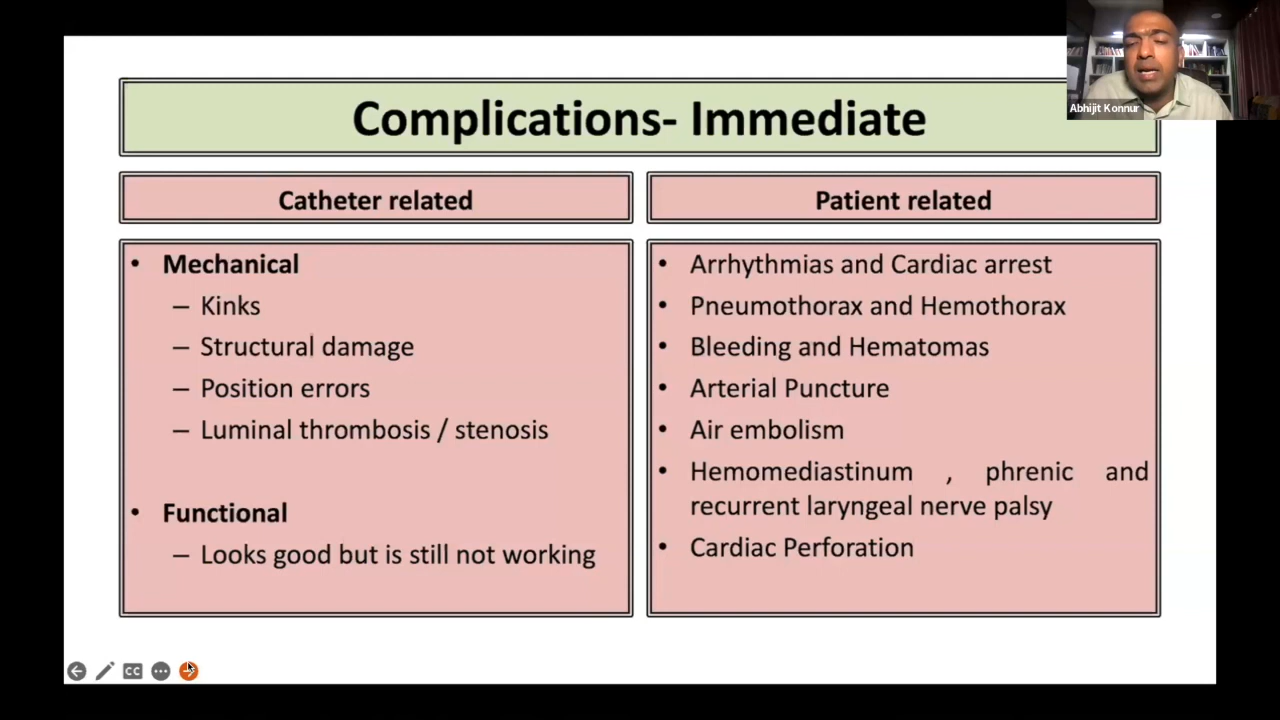 Complications- Immediate
Abhijit Konnur
Catheter related
• Mechanical
– Kinks
– Structural damage
– Position errors
– Luminal thrombosis / stenosis
• Functional
– Looks good but is still not working
Patient related
• Arrhythmias and Cardiac arrest
• Pneumothorax and Hemothorax
• Bleeding and Hematomas
• Arterial Puncture
• Air embolism
• Hemomediastinum , phrenic and
recurrent laryngeal nerve palsy
• Cardiac Perforation
CC